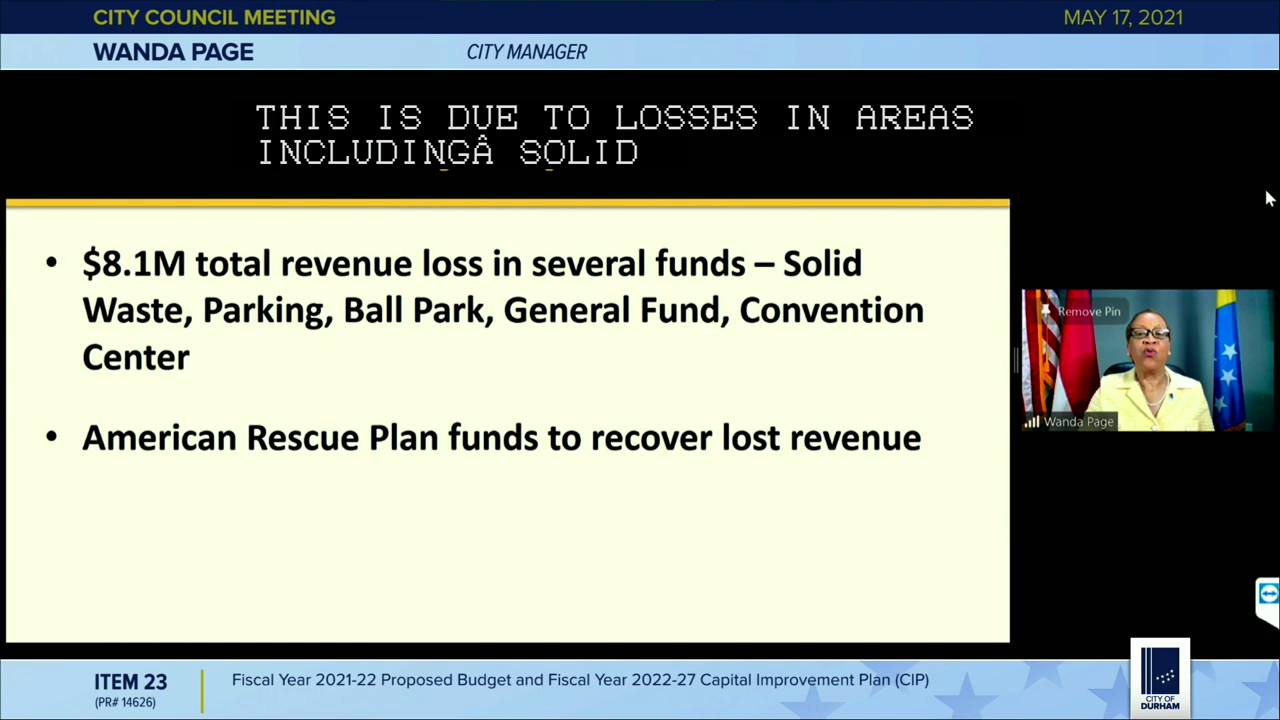 CITY COUNCIL MEETING
MAY 17, 2021
WANDA PAGE
CITY MANAGER
THIS IS DUE TO LOSSES IN AREAS
INCLUDINGÂ SOLID
• $8.1M total revenue loss in several funds – Solid
Waste, Parking, Ball Park, General Fund, Convention
Center
• American Rescue Plan funds to recover lost revenue
Remove Pin
Wanda Page
ITEM 23
(PR# 14626)
Fiscal Year 2021-22 Proposed Budget and Fiscal Year 2022-27 Capital Improvement Plan (CIP)
CITY OF
DURHAM